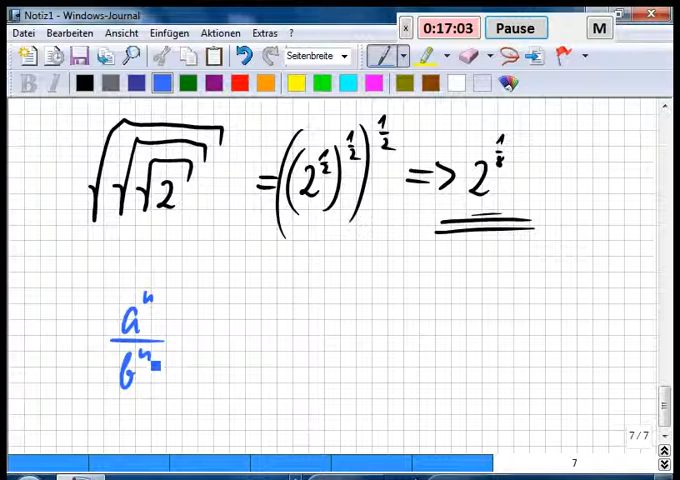 Notiz1 - Windows-Journal
x 0:17:03 Pause M
Datei Bearbeiten Ansicht Einfügen Aktionen Extras
Seitenbreite
B I
√√√2 = ((2^(1/2))^(1/2))^(1/2) => 2^(1/8)
a^n
b^n
7/7
7